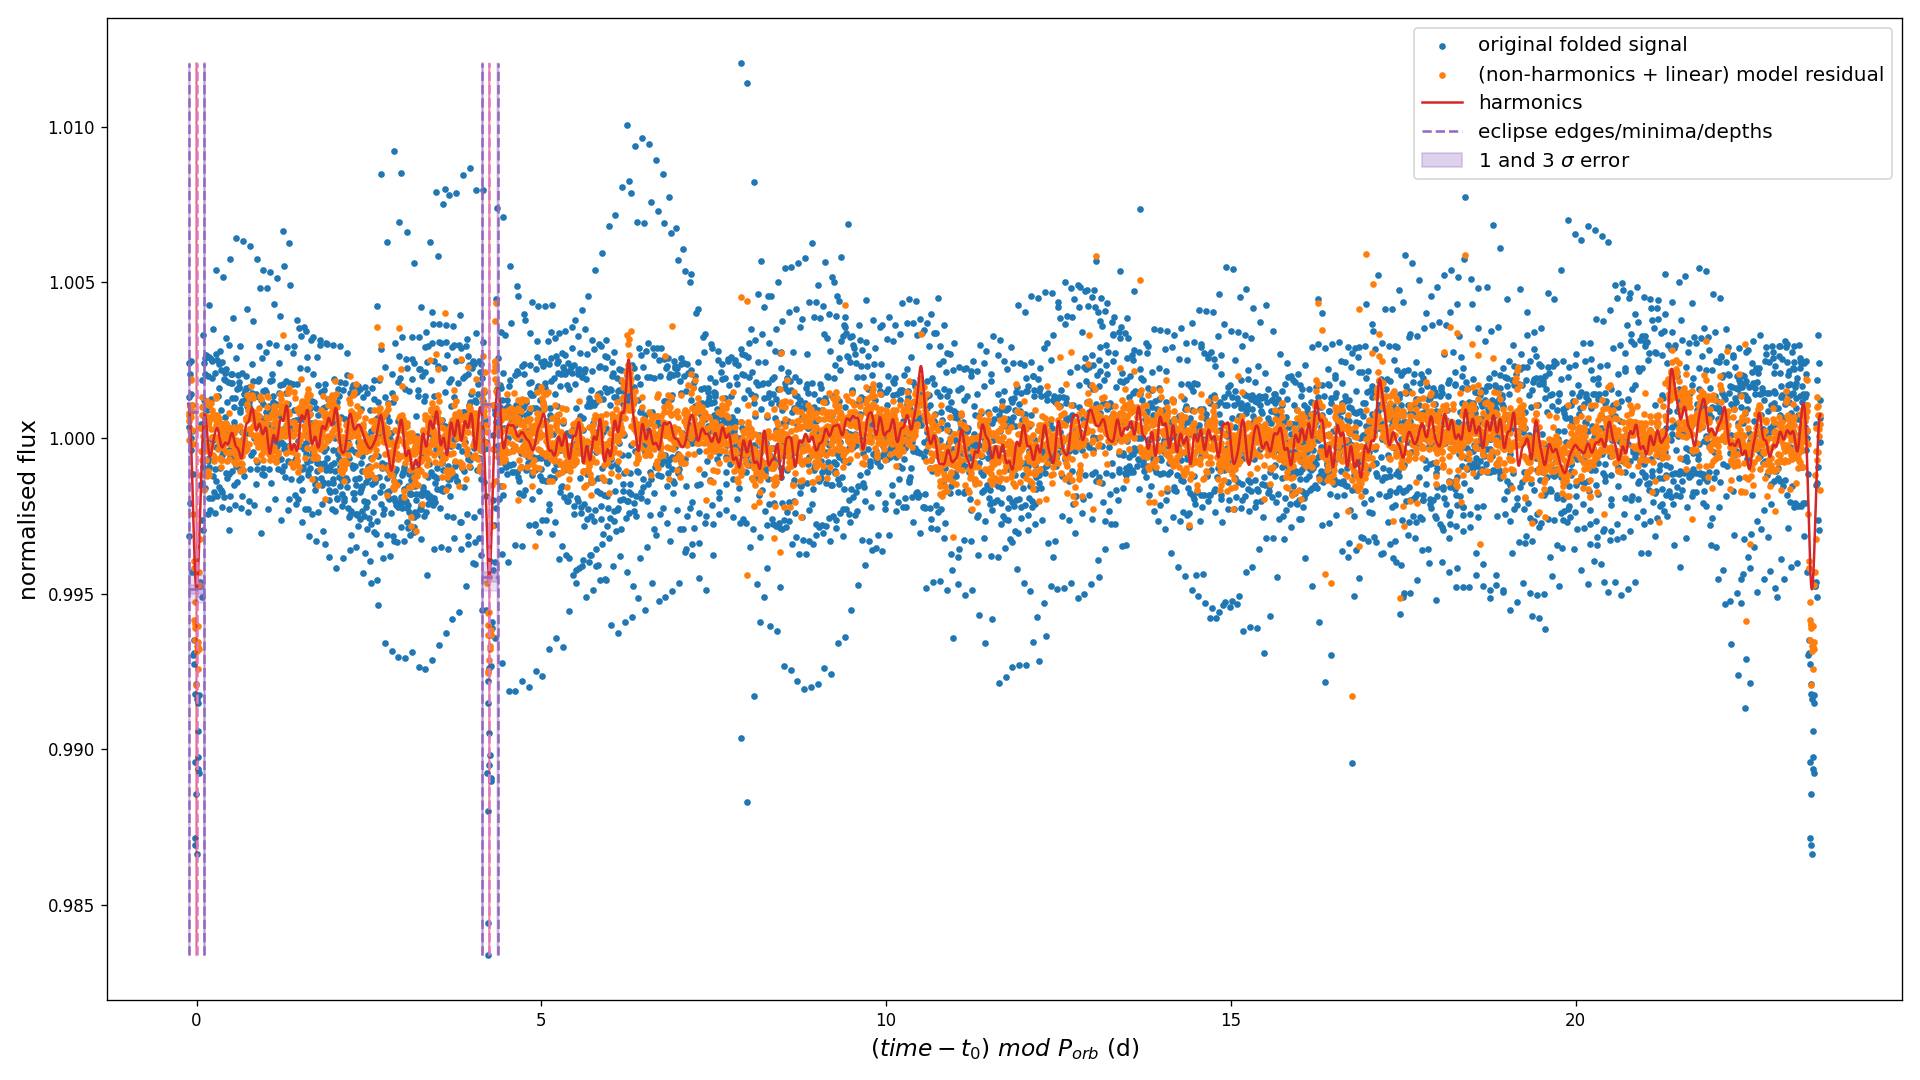 original folded signal
(non-harmonics + linear) model residual
harmonics
eclipse edges/minima/depths
1 and 3 σ error
1.010
1.005
1.000
0.995
0.990
0.985
normalised flux
0 5 10 15 20
(time − t₀) mod P_orb (d)